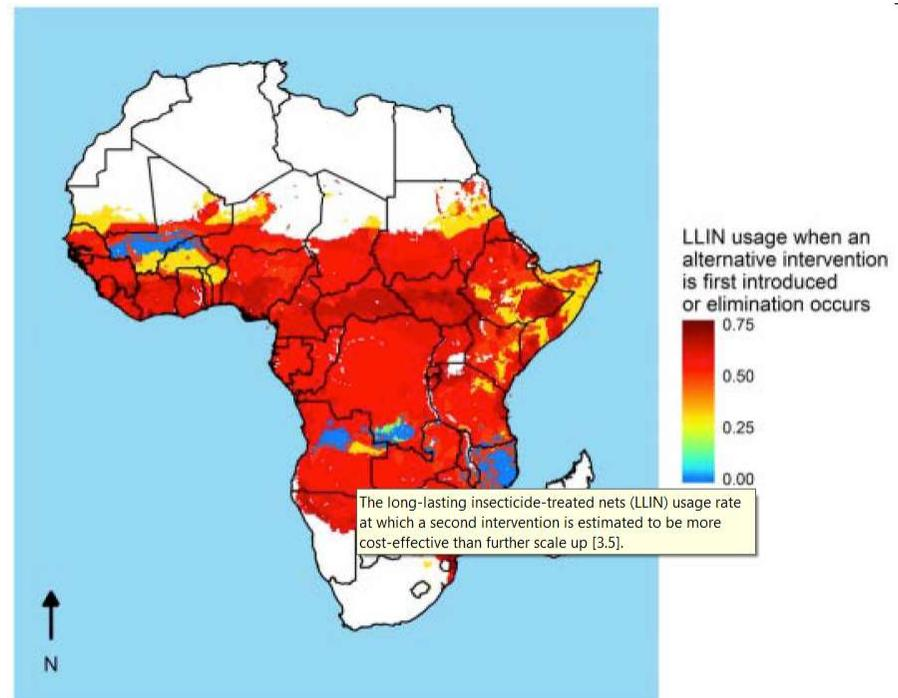 LLIN usage when an
alternative intervention
is first introduced
or elimination occurs
0.75
0.50
0.25
0.00
The long-lasting insecticide-treated nets (LLIN) usage rate
at which a second intervention is estimated to be more
cost-effective than further scale up [3.5].
N